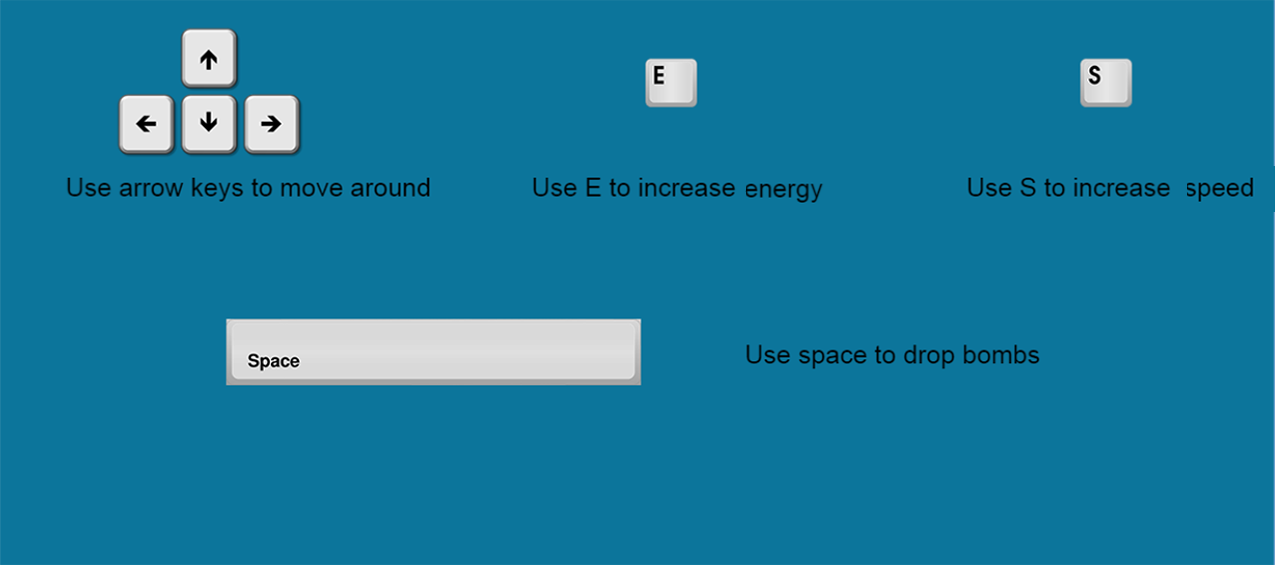 ↑
← ↓ →
E
S
Use arrow keys to move around
Use E to increase energy
Use S to increase speed
Space
Use space to drop bombs